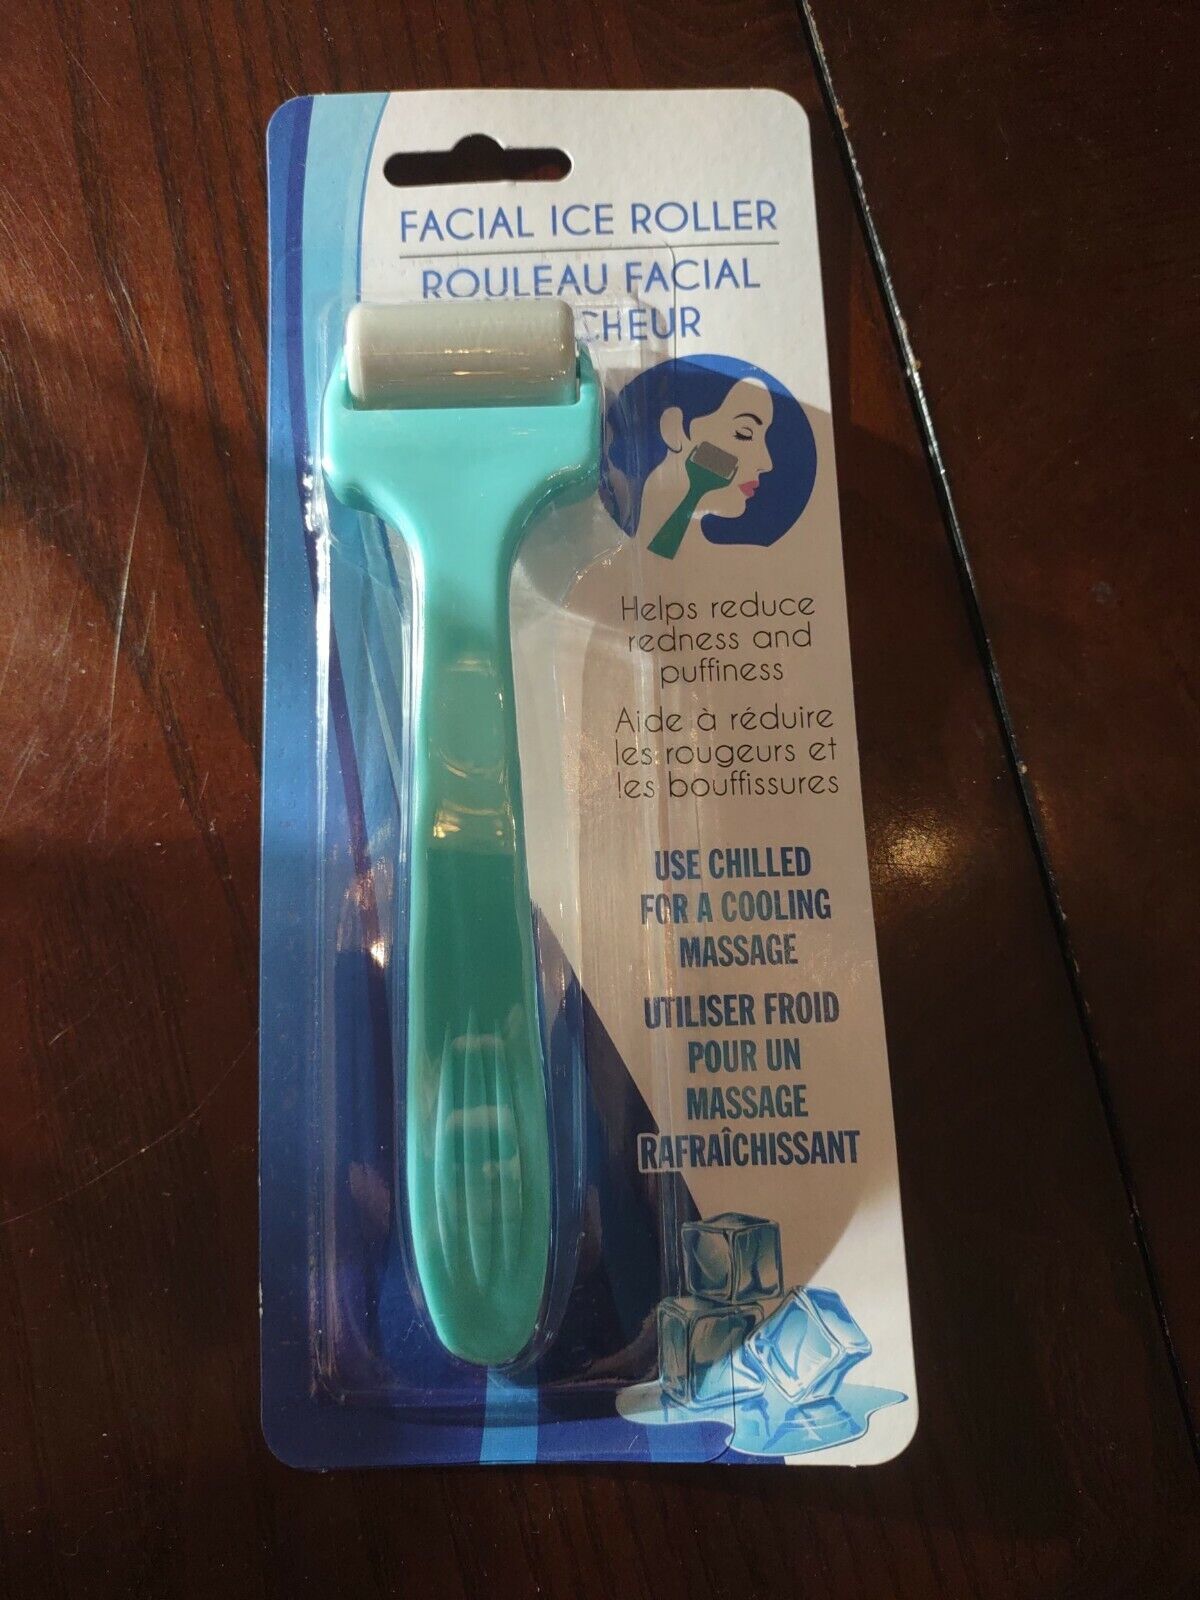 FACIAL ICE ROLLER
ROULEAU FACIAL
Helps reduce
redness and
puffiness
Aide à réduire
les rougeurs et
les bouffissures
USE CHILLED
FOR A COOLING
MASSAGE
UTILISER FROID
POUR UN
MASSAGE
RAFRAÎCHISSANT